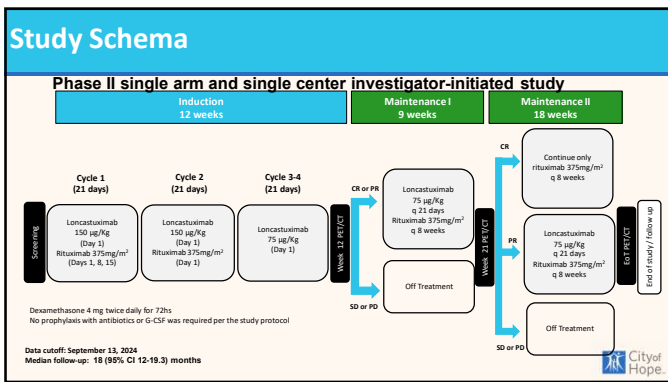 Study Schema
Phase II single arm and single center investigator-initiated study
Induction
12 weeks
Maintenance I
9 weeks
Maintenance II
18 weeks
Screening
Cycle 1
(21 days)
Loncastuximab
150 µg/Kg
(Day 1)
Rituximab 375mg/m²
(Days 1, 8, 15)
Cycle 2
(21 days)
Loncastuximab
150 µg/Kg
(Day 1)
Rituximab 375mg/m²
(Day 1)
Cycle 3-4
(21 days)
Loncastuximab
75 µg/Kg
(Day 1)
Week 12 PET/CT
CR or PR
Loncastuximab
75 µg/Kg
q 21 days
Rituximab 375mg/m²
q 8 weeks
SD or PD
Off Treatment
Week 21 PET/CT
CR
Continue only
rituximab 375mg/m²
q 8 weeks
PR
Loncastuximab
75 µg/Kg
q 21 days
Rituximab 375mg/m²
q 8 weeks
SD or PD
Off Treatment
EoT PET/CT
End of study / follow up
Dexamethasone 4 mg twice daily for 72hs
No prophylaxis with antibiotics or G-CSF was required per the study protocol
Data cutoff: September 13, 2024
Median follow-up: 18 (95% CI 12-19.3) months
City of
Hope